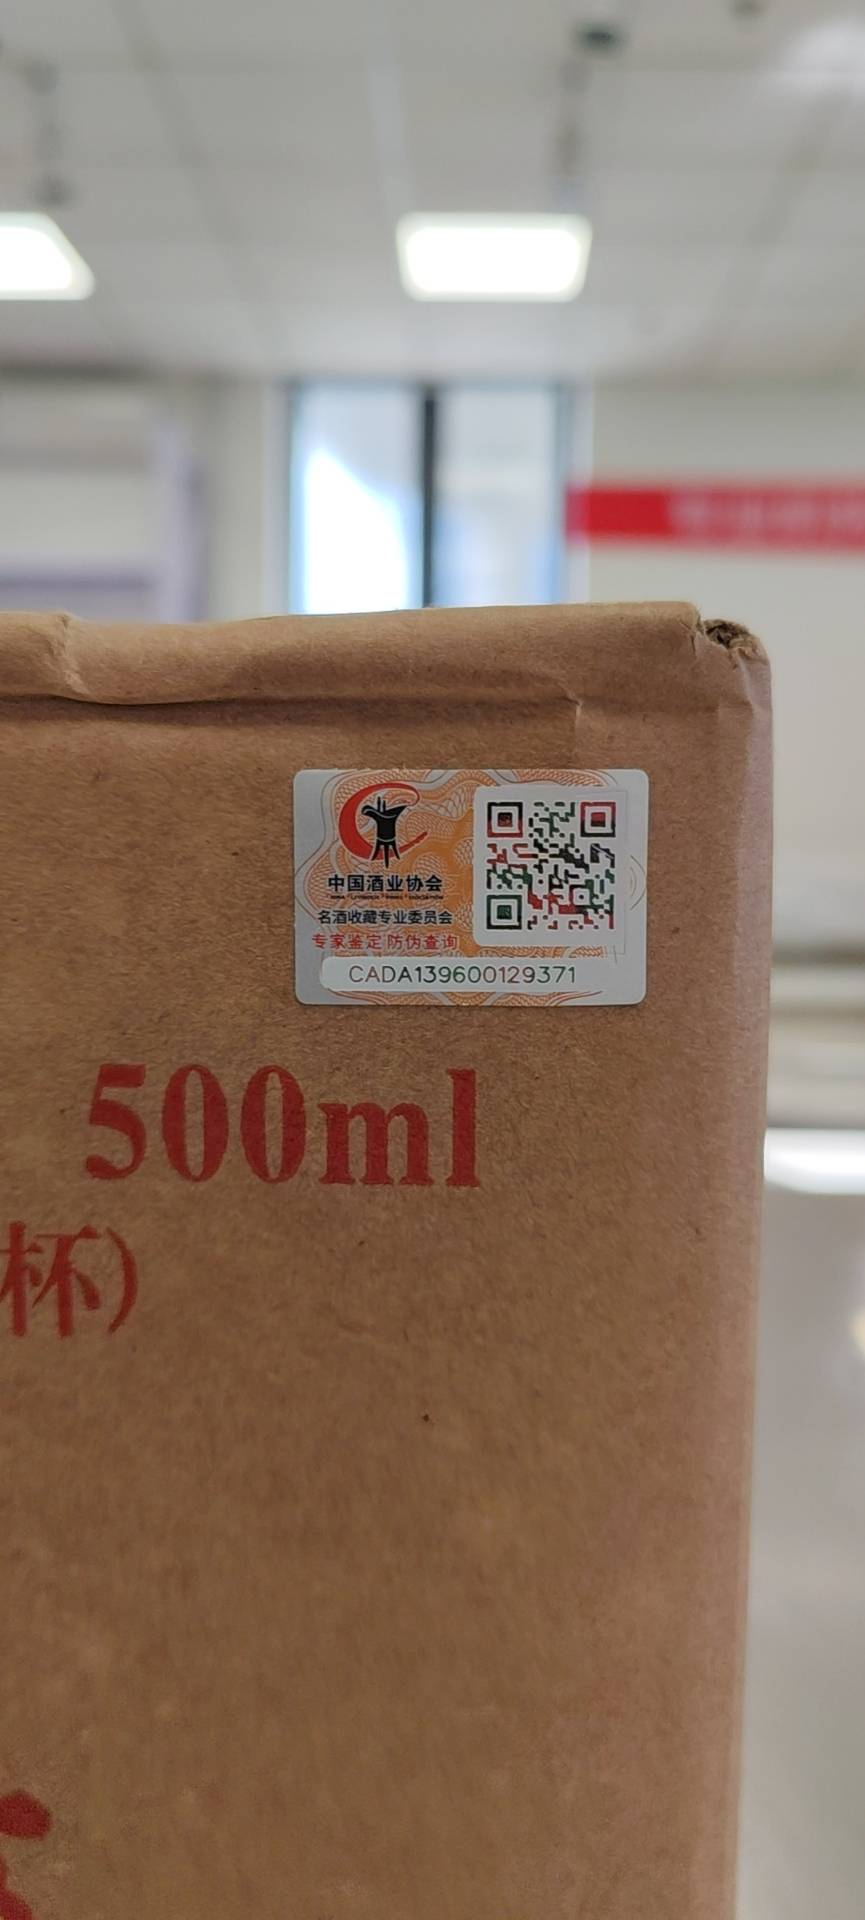 中国酒业协会
名酒收藏专业委员会
专家鉴定 防伪查询
CADA139600129371
500ml
杯)